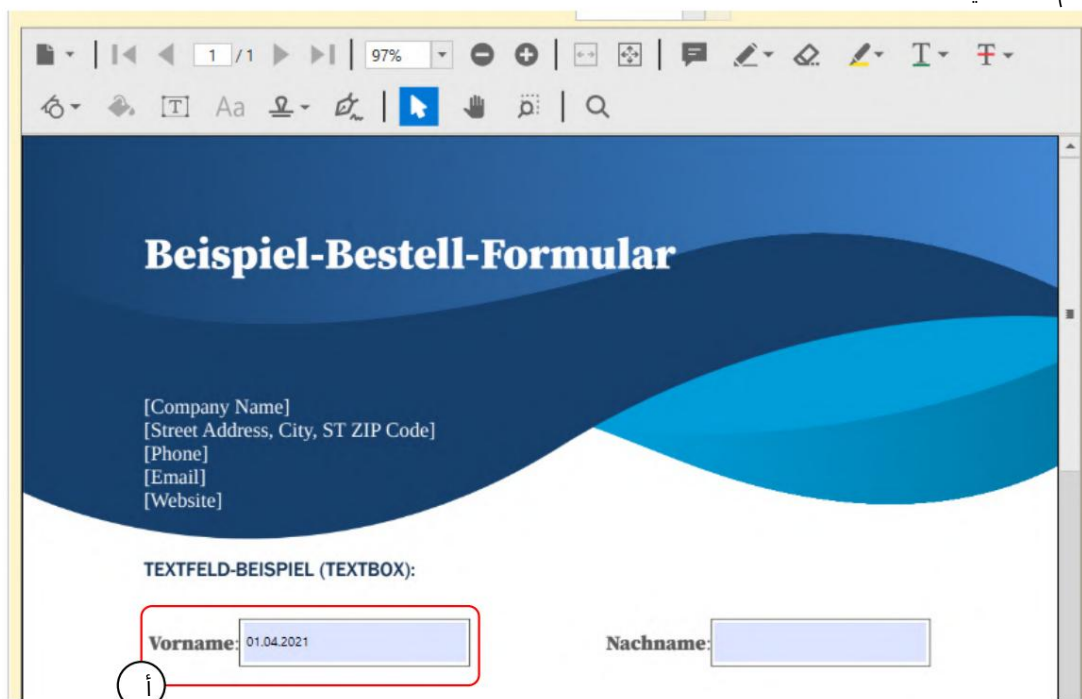 1 /1
97%
Aa
Beispiel-Bestell-Formular
[Company Name]
[Street Address, City, ST ZIP Code]
[Phone]
[Email]
[Website]
TEXTFELD-BEISPIEL (TEXTBOX):
Vorname: 01.04.2021
Nachname:
أ